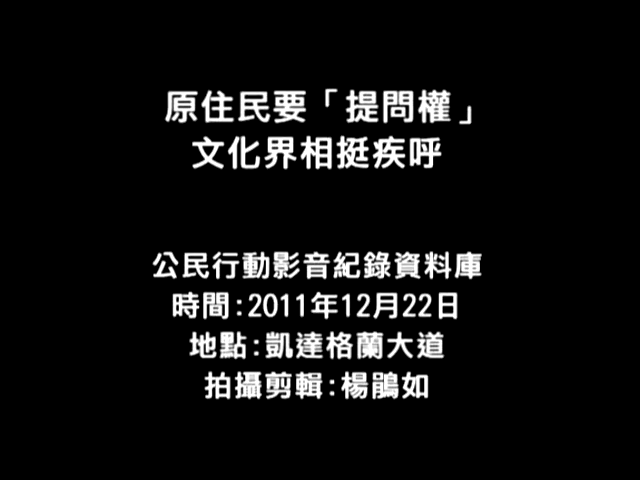 原住民要「提問權」
文化界相挺疾呼
公民行動影音紀錄資料庫
時間:2011年12月22日
地點:凱達格蘭大道
拍攝剪輯:楊鵑如